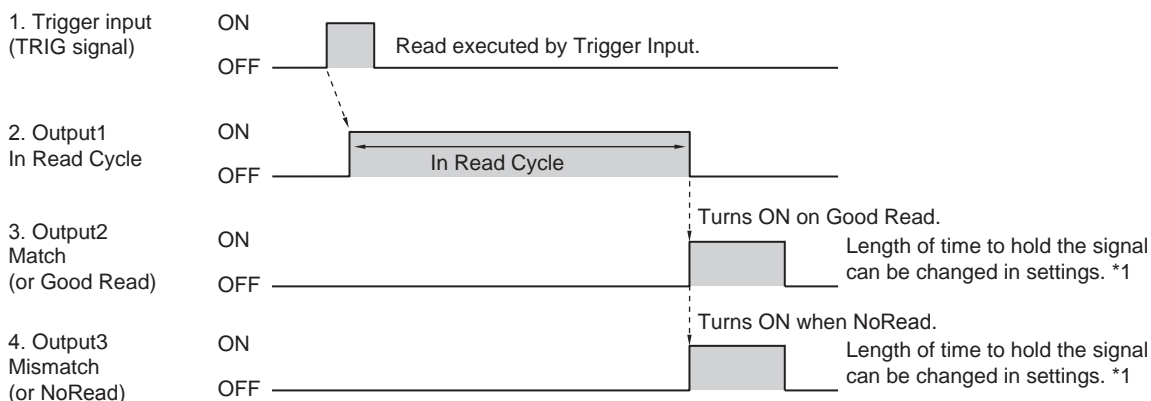 1. Trigger input
(TRIG signal)
ON
OFF
Read executed by Trigger Input.
2. Output1
In Read Cycle
ON
OFF
In Read Cycle
3. Output2
Match
(or Good Read)
ON
OFF
Turns ON on Good Read.
Length of time to hold the signal
can be changed in settings. *1
4. Output3
Mismatch
(or NoRead)
ON
OFF
Turns ON when NoRead.
Length of time to hold the signal
can be changed in settings. *1